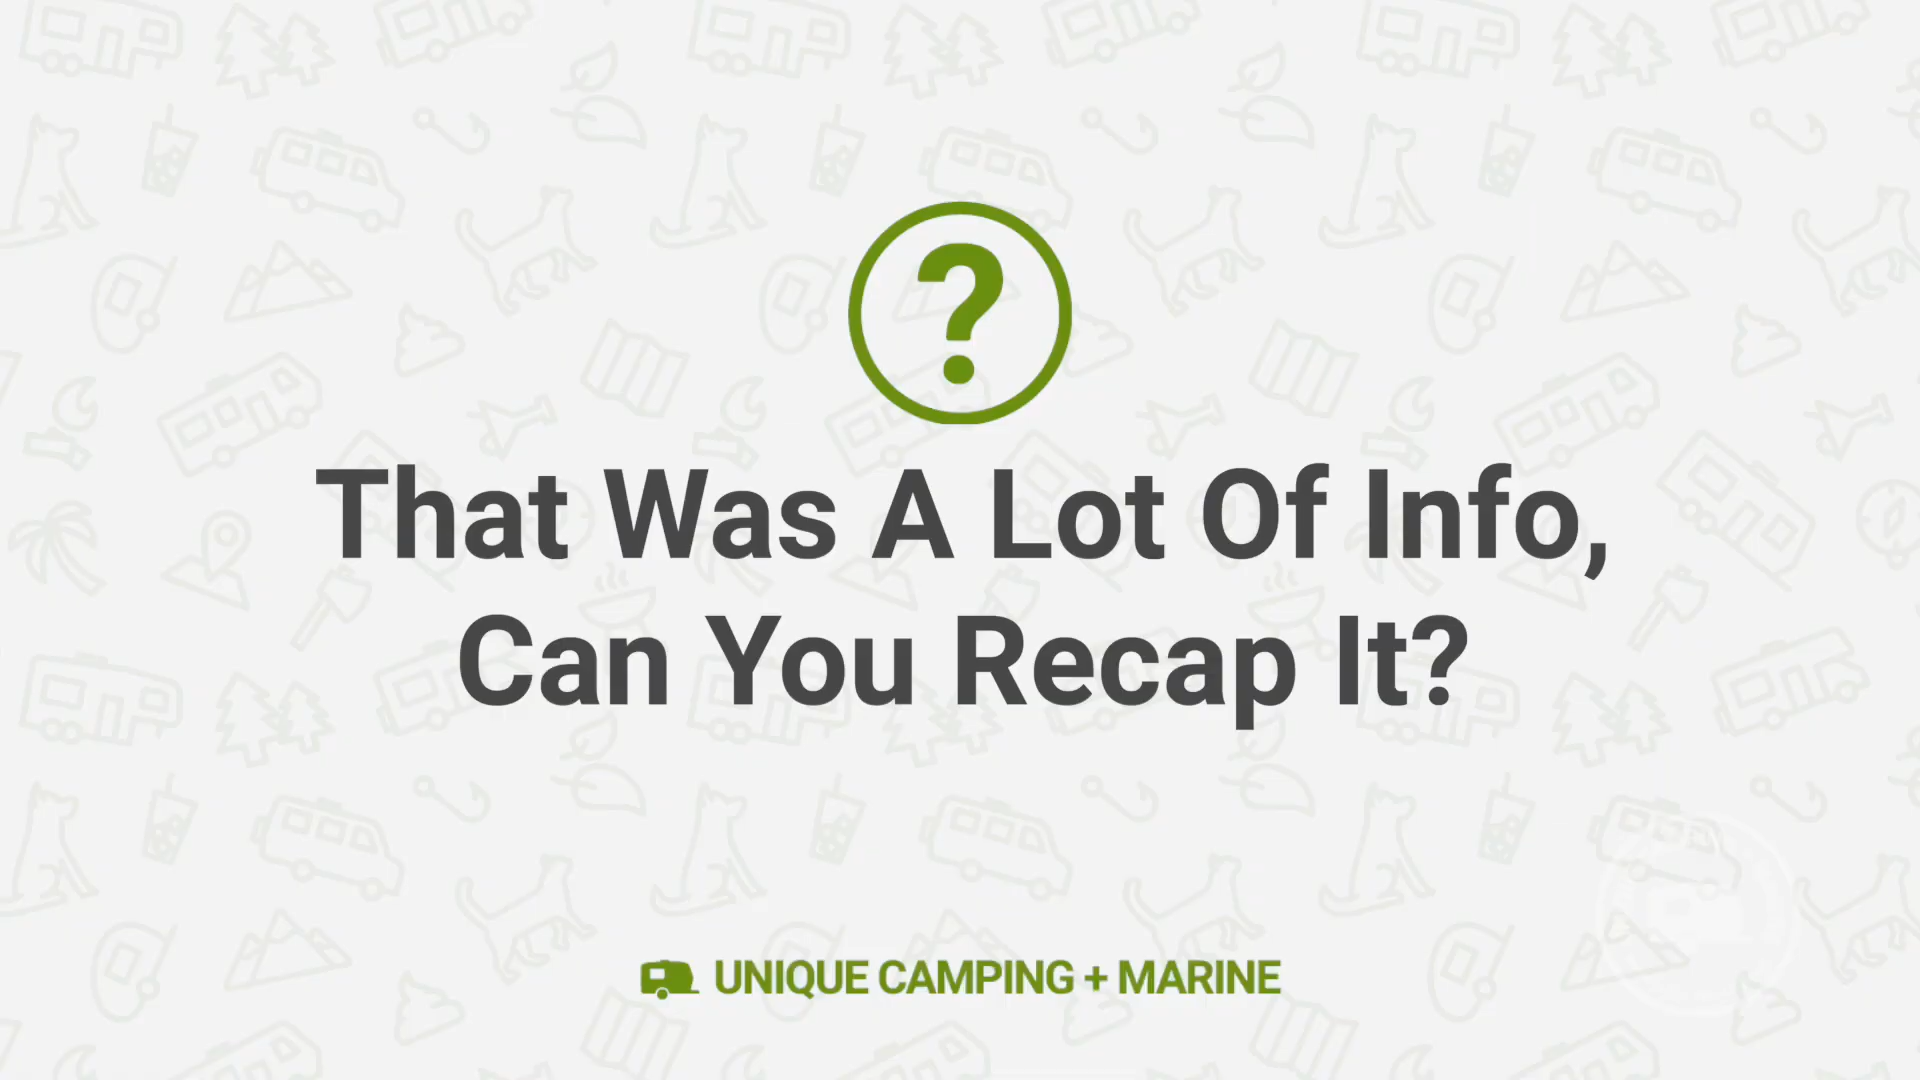 That Was A Lot Of Info,
Can You Recap It?
UNIQUE CAMPING + MARINE